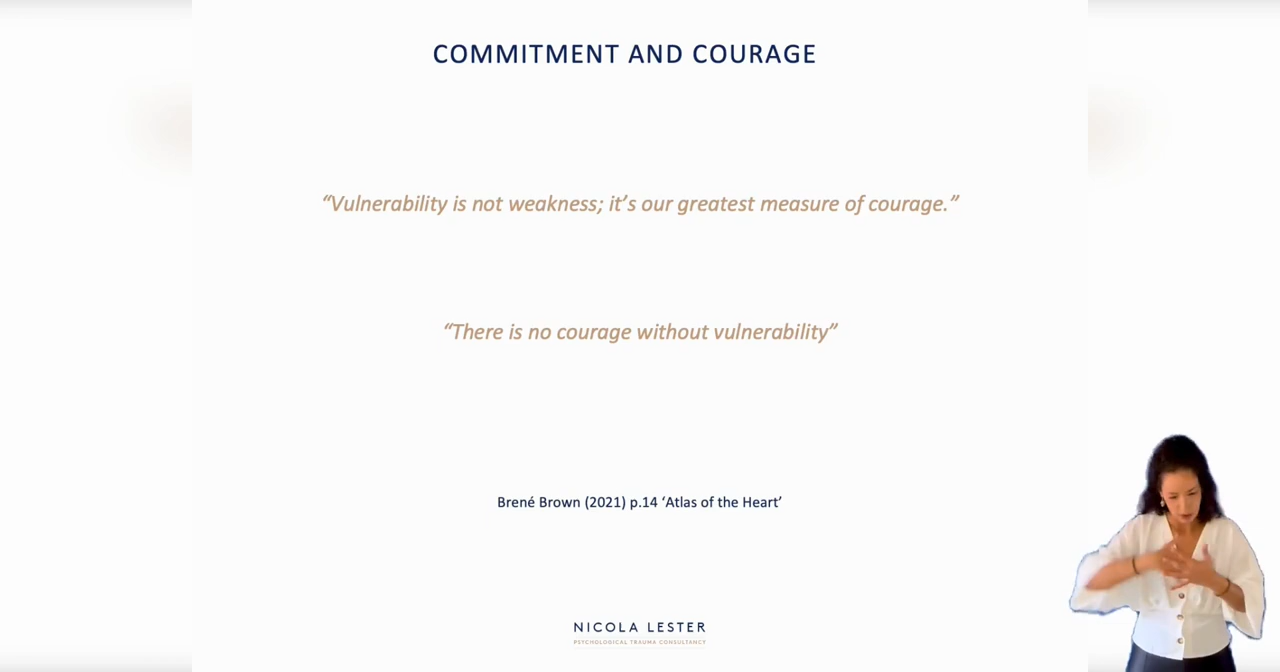 COMMITMENT AND COURAGE
“Vulnerability is not weakness; it’s our greatest measure of courage.”
“There is no courage without vulnerability”
Brené Brown (2021) p.14 ‘Atlas of the Heart’
NICOLA LESTER
PSYCHOLOGICAL TRAUMA CONSULTANCY